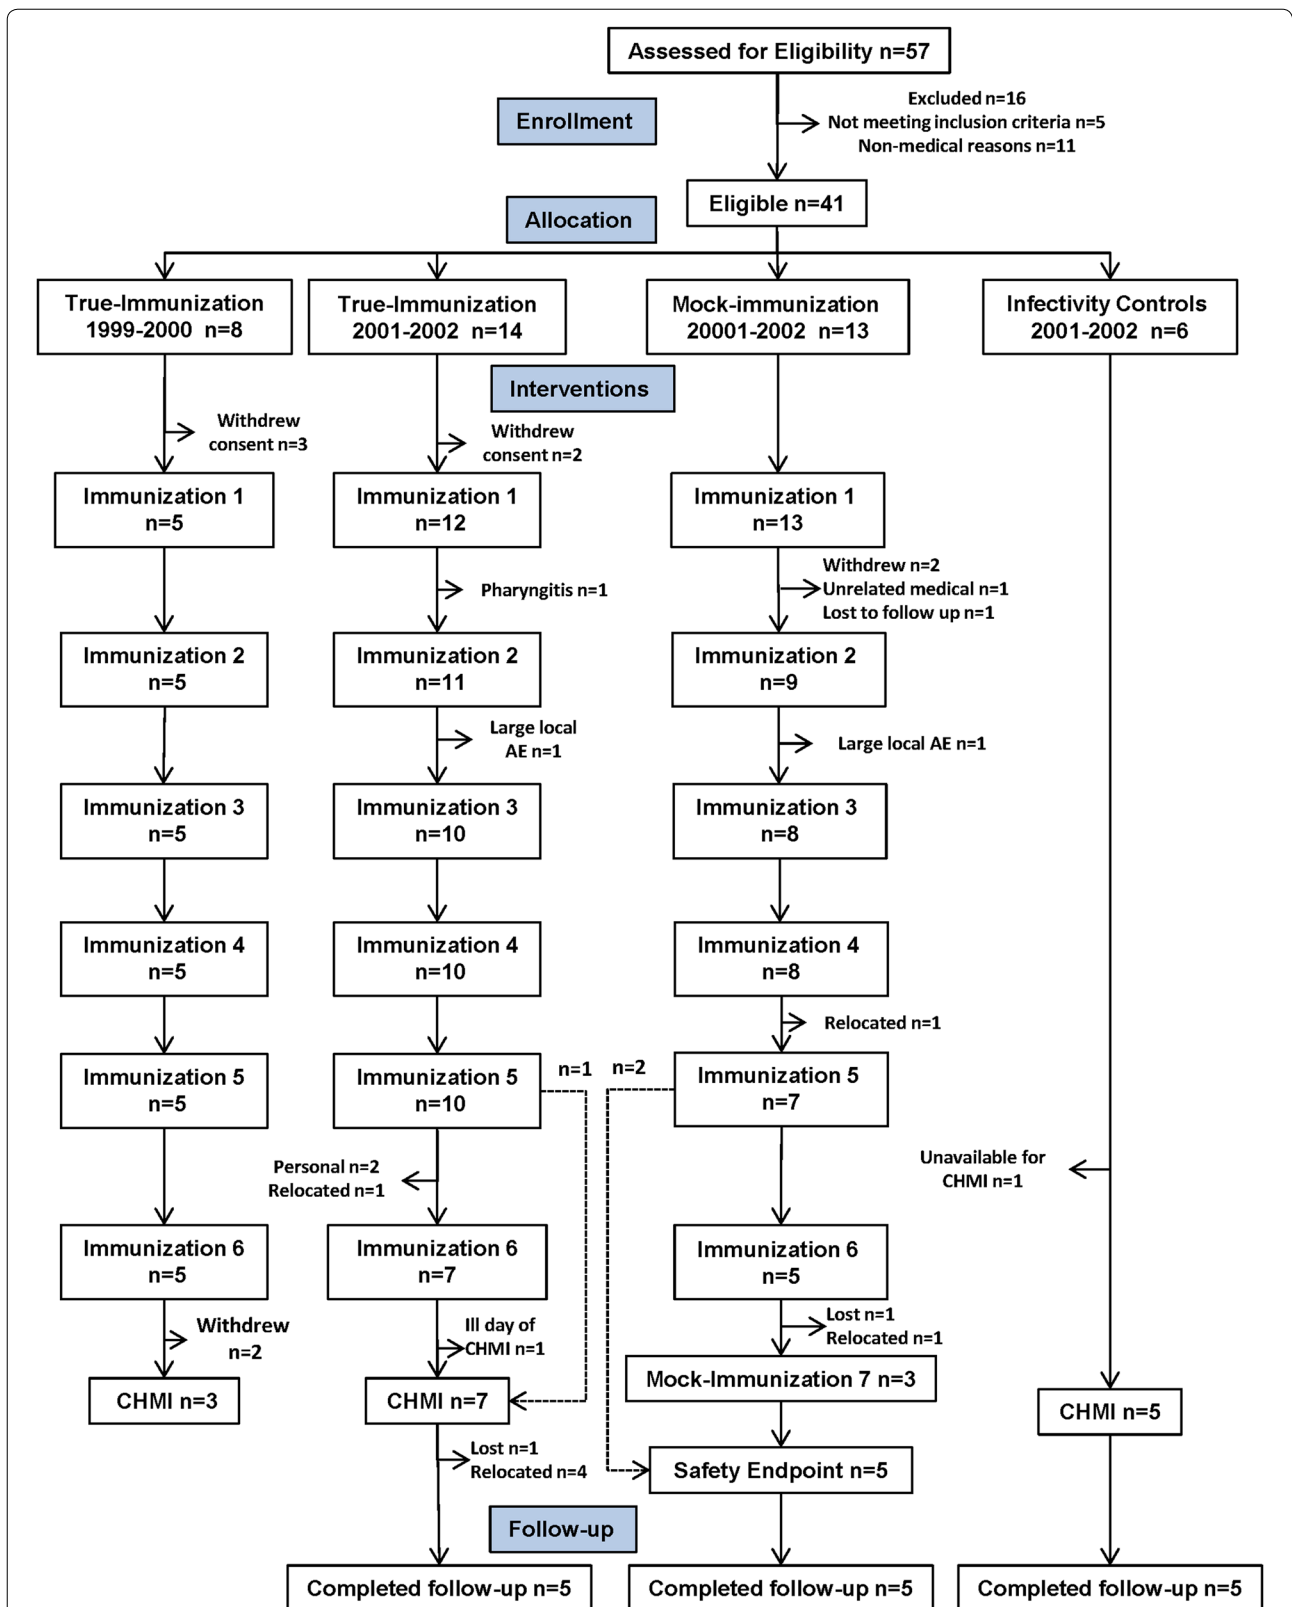 Assessed for Eligibility n=57
Enrollment
Excluded n=16
Not meeting inclusion criteria n=5
Non-medical reasons n=11
Eligible n=41
Allocation
True-Immunization
1999-2000 n=8
True-Immunization
2001-2002 n=14
Mock-immunization
20001-2002 n=13
Infectivity Controls
2001-2002 n=6
Interventions
Withdrew
consent n=3
Withdrew
consent n=2
Immunization 1
n=5
Immunization 1
n=12
Immunization 1
n=13
Pharyngitis n=1
Withdrew n=2
Unrelated medical n=1
Lost to follow up n=1
Immunization 2
n=5
Immunization 2
n=11
Immunization 2
n=9
Large local
AE n=1
Large local AE n=1
Immunization 3
n=5
Immunization 3
n=10
Immunization 3
n=8
Immunization 4
n=5
Immunization 4
n=10
Immunization 4
n=8
Relocated n=1
Immunization 5
n=5
Immunization 5
n=10
n=1
n=2
Immunization 5
n=7
Personal n=2
Relocated n=1
Unavailable for
CHMI n=1
Immunization 6
n=5
Immunization 6
n=7
Immunization 6
n=5
Withdrew
n=2
Ill day of
CHMI n=1
Lost n=1
Relocated n=1
CHMI n=3
CHMI n=7
Mock-Immunization 7 n=3
CHMI n=5
Lost n=1
Relocated n=4
Safety Endpoint n=5
Follow-up
Completed follow-up n=5
Completed follow-up n=5
Completed follow-up n=5